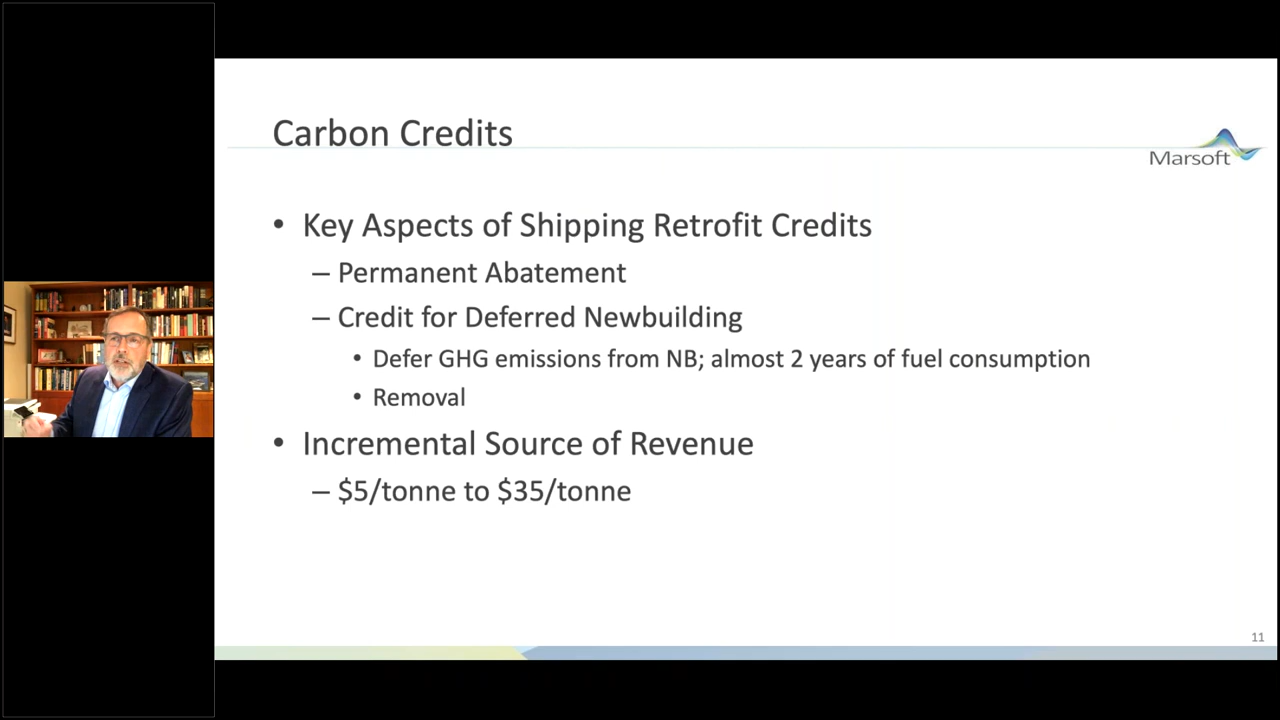 Carbon Credits
Marsoft
• Key Aspects of Shipping Retrofit Credits
– Permanent Abatement
– Credit for Deferred Newbuilding
• Defer GHG emissions from NB; almost 2 years of fuel consumption
• Removal
• Incremental Source of Revenue
– $5/tonne to $35/tonne
11